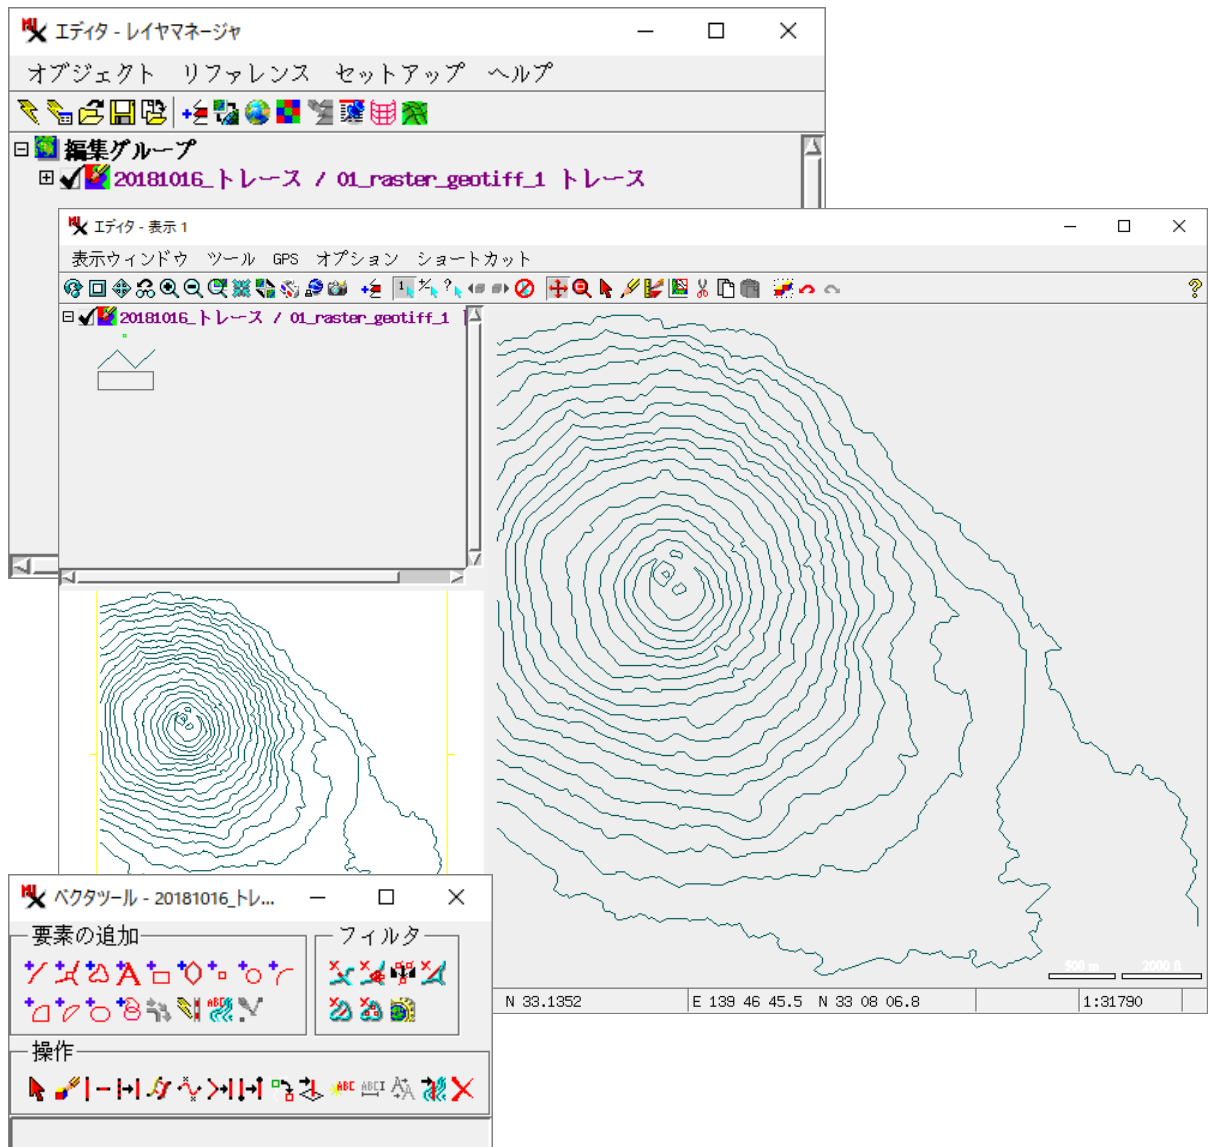 エディタ - レイヤマネージャ
オブジェクト リファレンス セットアップ ヘルプ
編集グループ
20181016_トレース / 01_raster_geotiff_1 トレース
エディタ - 表示 1
表示ウィンドウ ツール GPS オプション ショートカット
20181016_トレース / 01_raster_geotiff_1
500 m 2000 ft
N 33.1352 E 139 46 45.5 N 33 08 06.8 1:31790
ベクタツール - 20181016_トレ...
要素の追加 フィルタ
操作